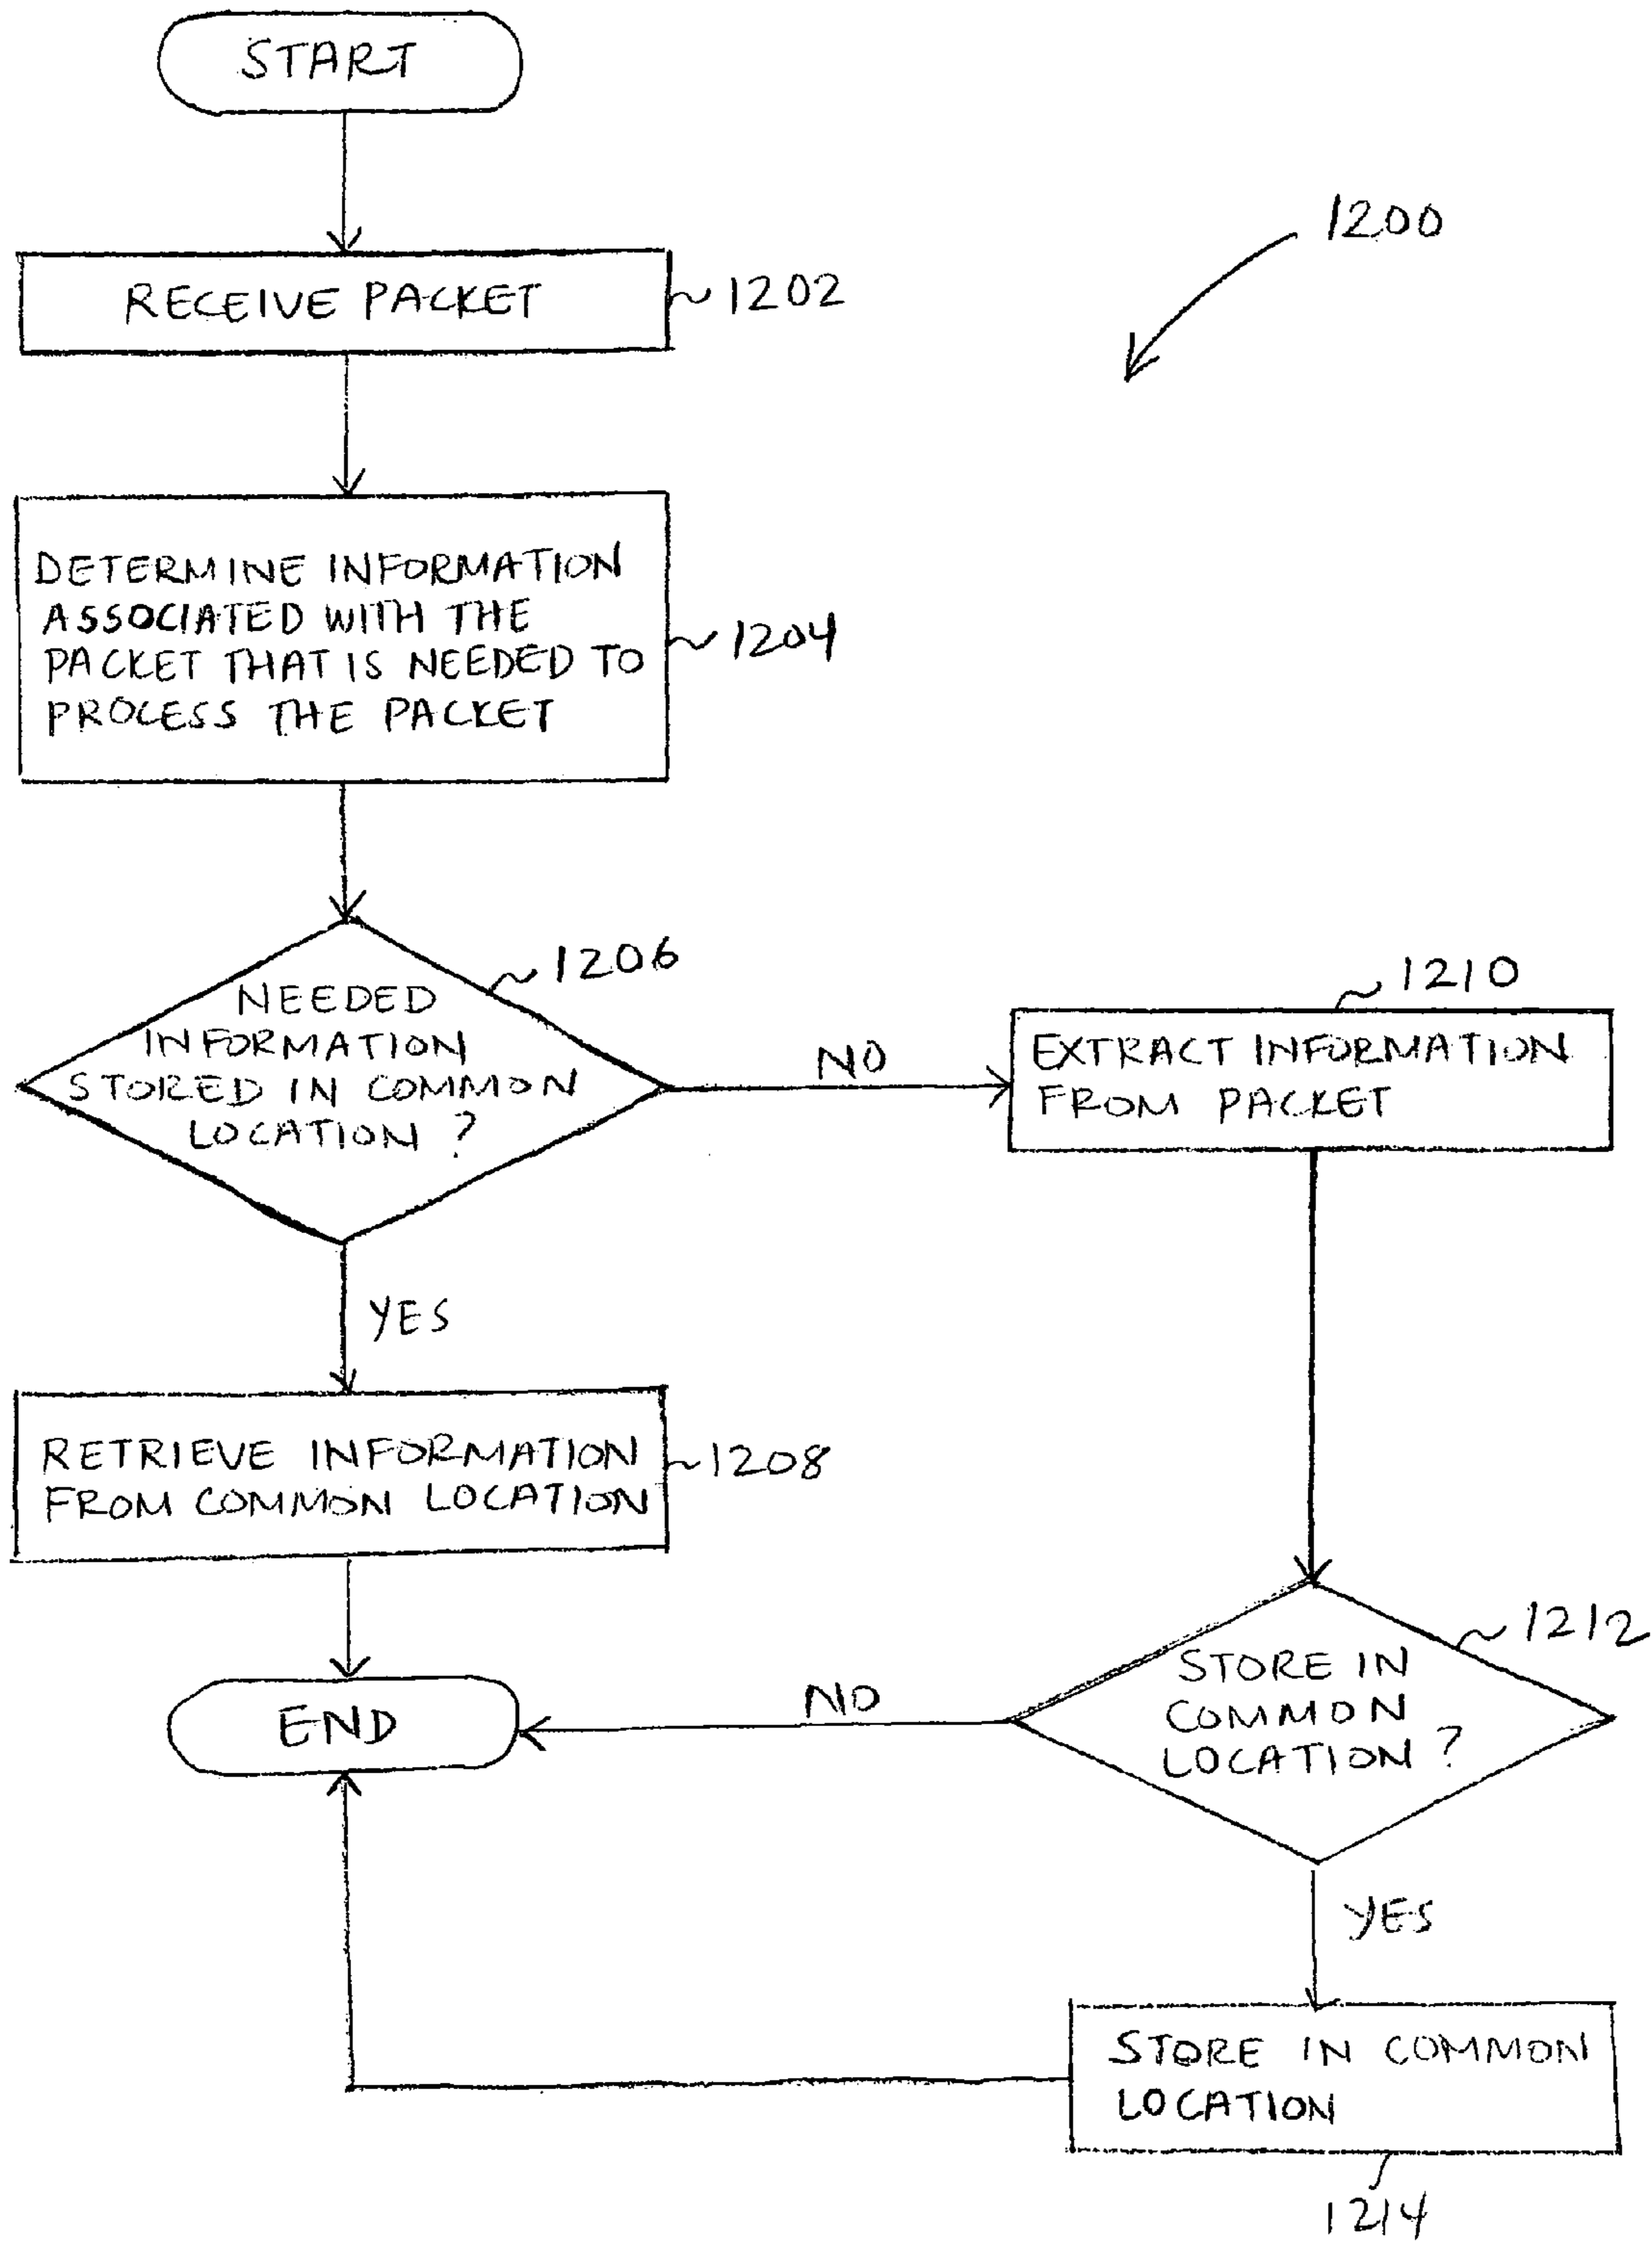 START
1200
RECEIVE PACKET
1202
DETERMINE INFORMATION
ASSOCIATED WITH THE
PACKET THAT IS NEEDED TO
PROCESS THE PACKET
1204
1206
NEEDED
INFORMATION
STORED IN COMMON
LOCATION ?
NO
1210
EXTRACT INFORMATION
FROM PACKET
YES
RETRIEVE INFORMATION
FROM COMMON LOCATION
1208
1212
STORE IN
COMMON
LOCATION ?
NO
END
YES
STORE IN COMMON
LOCATION
1214